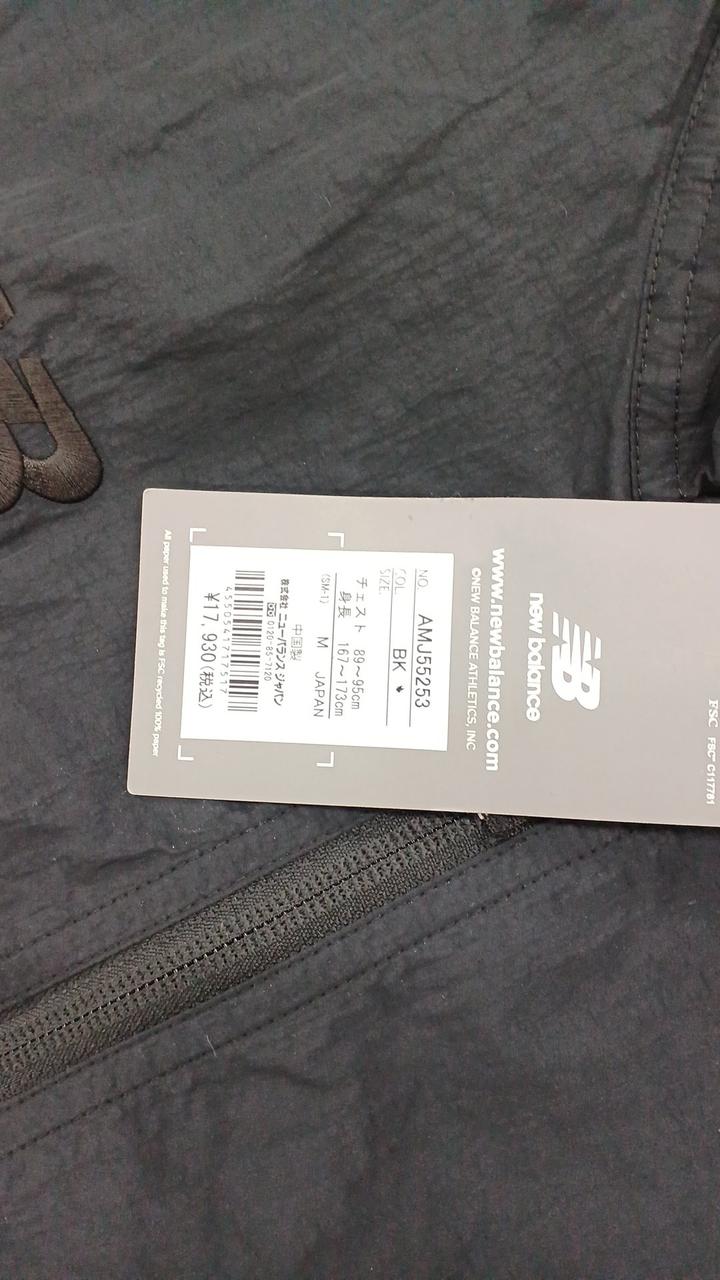 new balance
www.newbalance.com
©NEW BALANCE ATHLETICS, INC
NO. AMJ55253
COL. BK
SIZE.
チェスト 89～95cm
身長 167～173cm
(SM-1) M JAPAN
中国製
株式会社 ニューバランス ジャパン
0120-85-7120
4550541717517
¥17,930(税込)
All paper used to make this tag is FSC recycled 100% paper
FSC FSC™ C117781